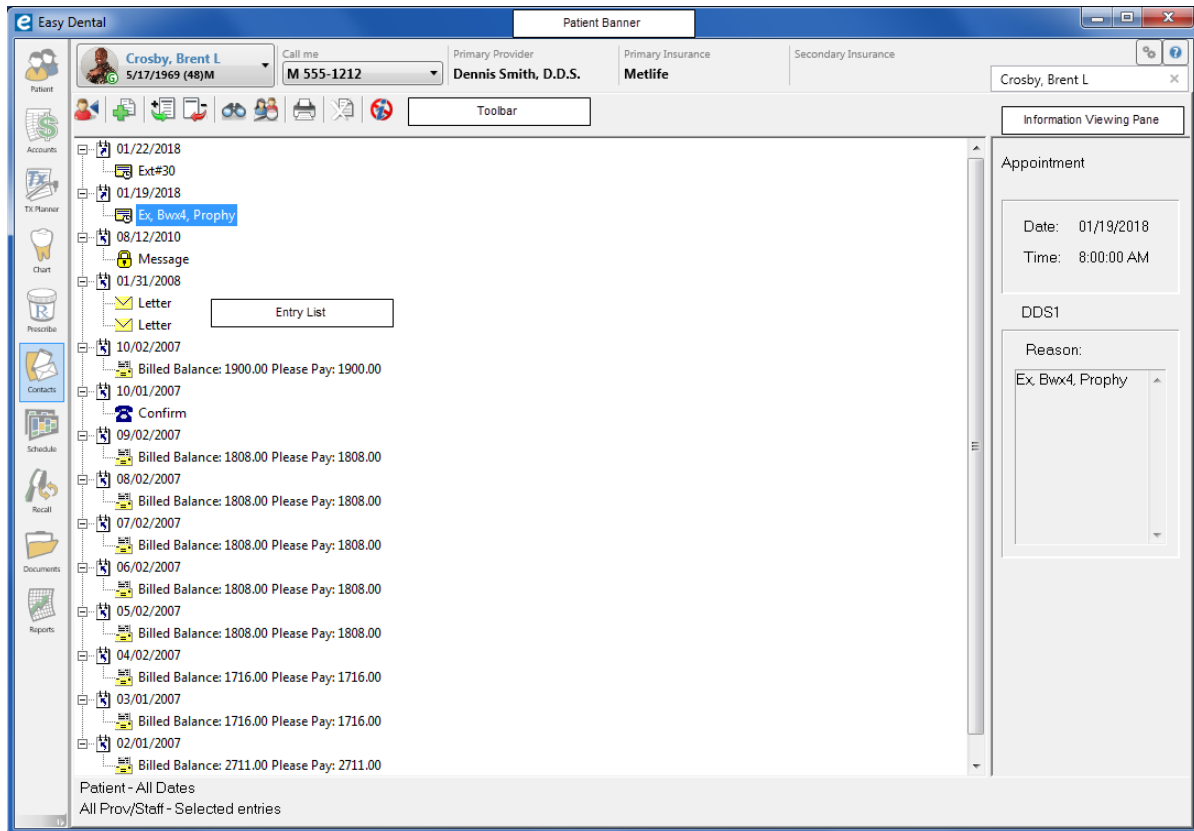 Easy Dental
Patient Banner
Crosby, Brent L
5/17/1969 (48)M
G
Call me
M 555-1212
Primary Provider
Dennis Smith, D.D.S.
Primary Insurance
Metlife
Secondary Insurance
Crosby, Brent L
Toolbar
Information Viewing Pane
Patient
Accounts
TX Planner
Chart
Prescribe
Contacts
Schedule
Recall
Documents
Reports
01/22/2018
Ext#30
01/19/2018
Ex, Bwx4, Prophy
08/12/2010
Message
01/31/2008
Letter
Letter
Entry List
10/02/2007
Billed Balance: 1900.00 Please Pay: 1900.00
10/01/2007
Confirm
09/02/2007
Billed Balance: 1808.00 Please Pay: 1808.00
08/02/2007
Billed Balance: 1808.00 Please Pay: 1808.00
07/02/2007
Billed Balance: 1808.00 Please Pay: 1808.00
06/02/2007
Billed Balance: 1808.00 Please Pay: 1808.00
05/02/2007
Billed Balance: 1808.00 Please Pay: 1808.00
04/02/2007
Billed Balance: 1716.00 Please Pay: 1716.00
03/01/2007
Billed Balance: 1716.00 Please Pay: 1716.00
02/01/2007
Billed Balance: 2711.00 Please Pay: 2711.00
Appointment
Date: 01/19/2018
Time: 8:00:00 AM
DDS1
Reason:
Ex, Bwx4, Prophy
Patient - All Dates
All Prov/Staff - Selected entries